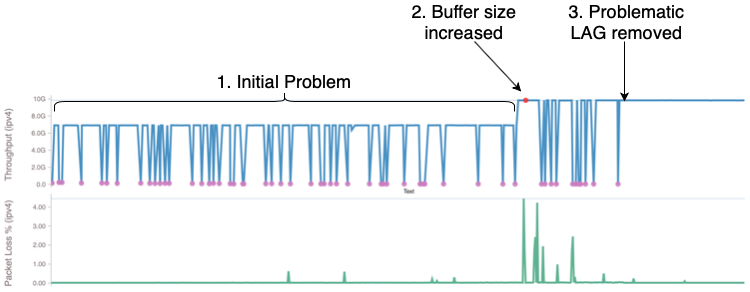 2. Buffer size
increased
3. Problematic
LAG removed
1. Initial Problem
Throughput (ipv4)
10G
8.0G
6.0G
4.0G
2.0G
0.0
Text
Packet Loss % (ipv4)
4.00
3.00
2.00
1.00
0.00